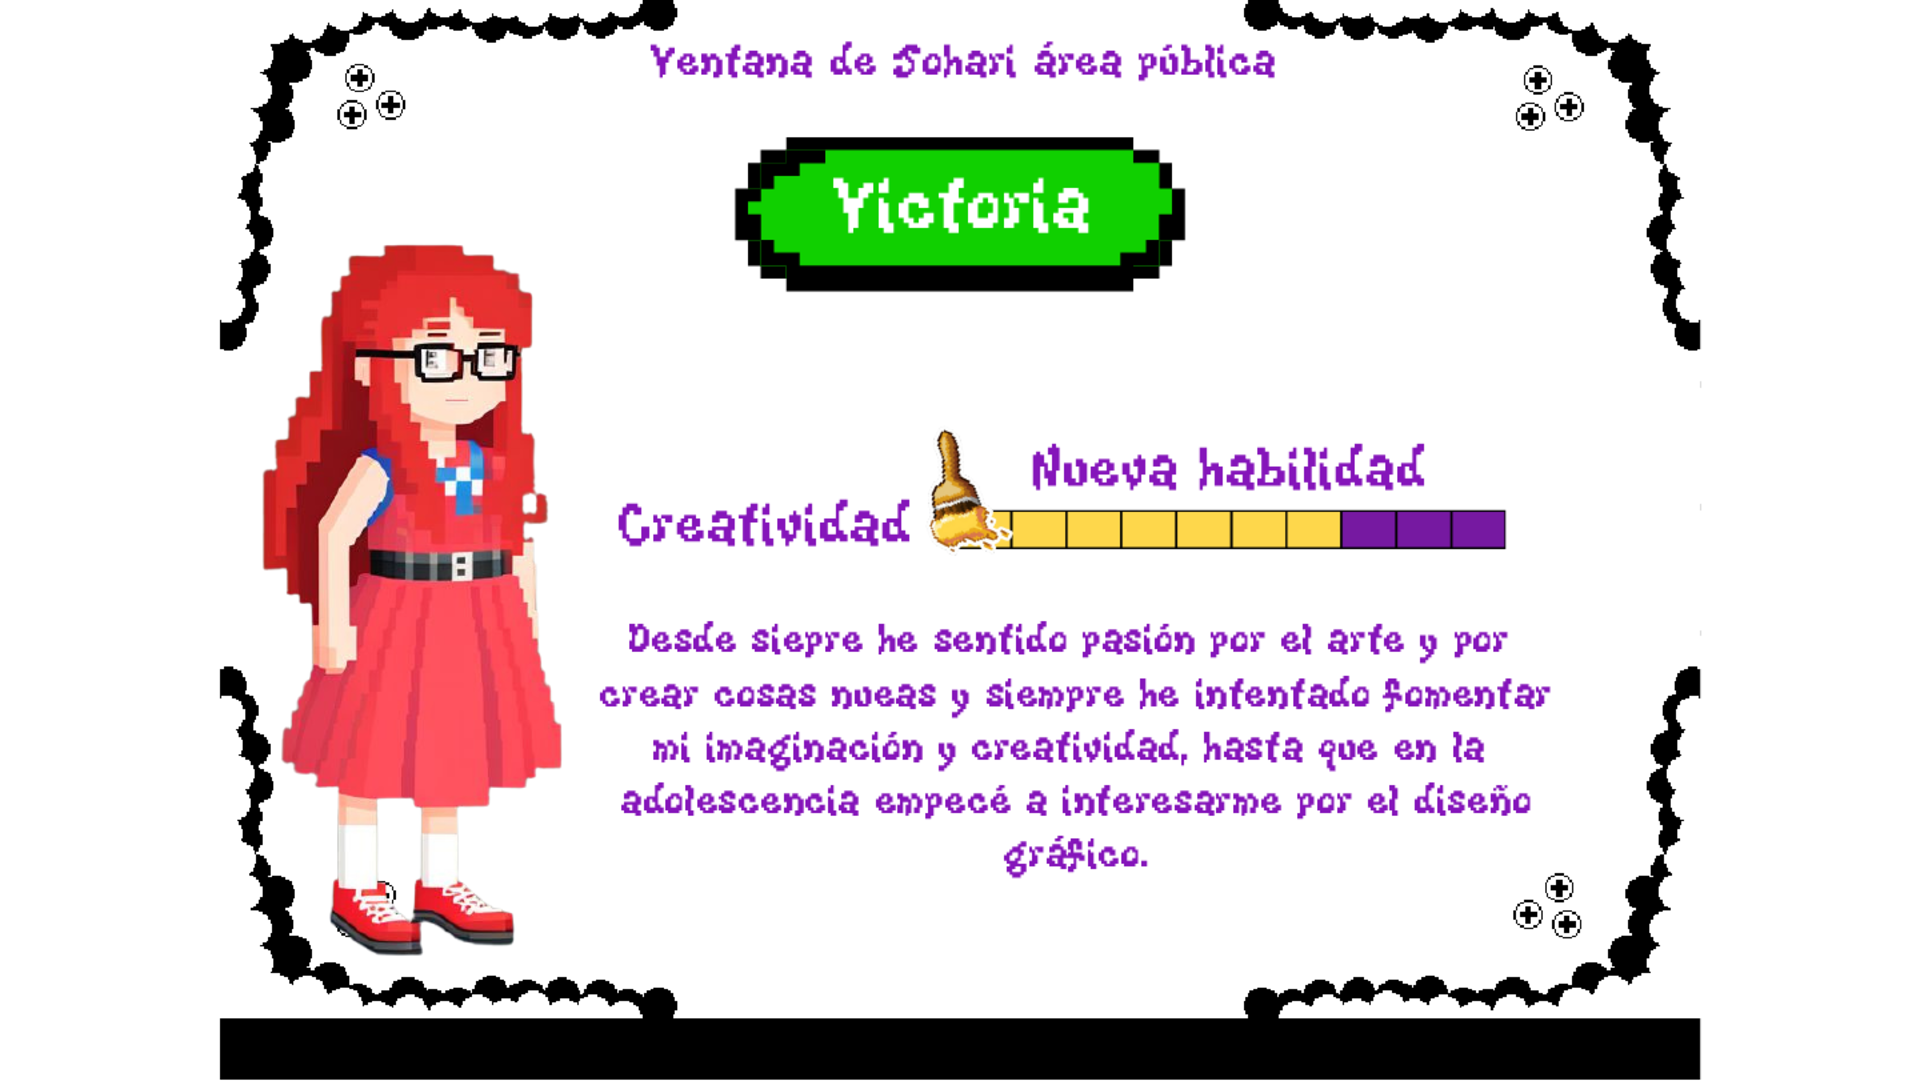 Ventana de Johari área pública
Victoria
Nueva habilidad
Creatividad
Desde siepre he sentido pasión por el arte y por
crear cosas nueas y siempre he intentado fomentar
mi imaginación y creatividad, hasta que en la
adolescencia empecé a interesarme por el diseño
gráfico.